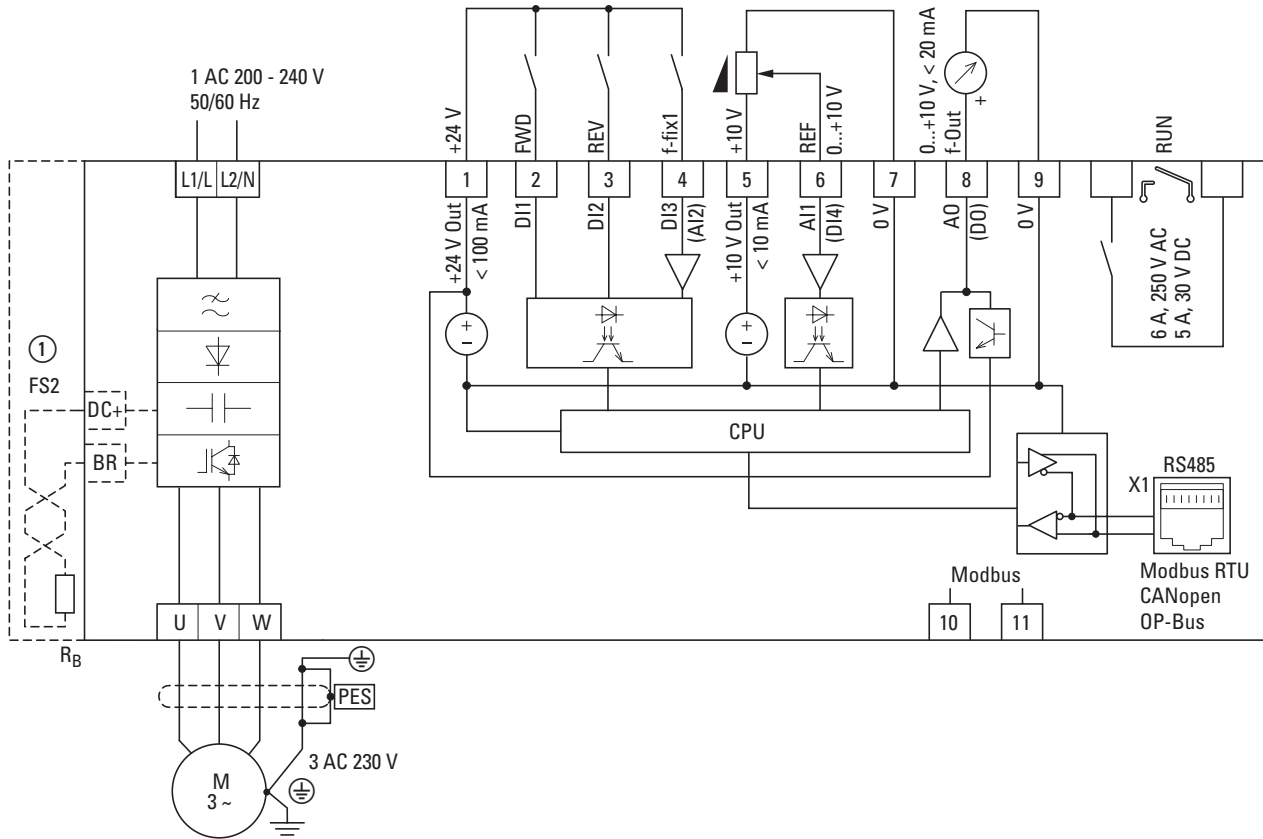 1 AC 200 - 240 V
50/60 Hz
+24 V
FWD
REV
f-fix1
+10 V
REF
0...+10 V
0...+10 V, < 20 mA
f-Out
+
RUN
L1/L
L2/N
1
2
3
4
5
6
7
8
9
+24 V Out
< 100 mA
DI1
DI2
DI3
(AI2)
+10 V Out
< 10 mA
AI1
(DI4)
0 V
AO
(DO)
0 V
6 A, 250 V AC
5 A, 30 V DC
+
-
+
-
1
FS2
DC+
BR
CPU
X1
RS485
Modbus RTU
CANopen
OP-Bus
Modbus
10
11
U
V
W
RB
PES
3 AC 230 V
M
3 ~